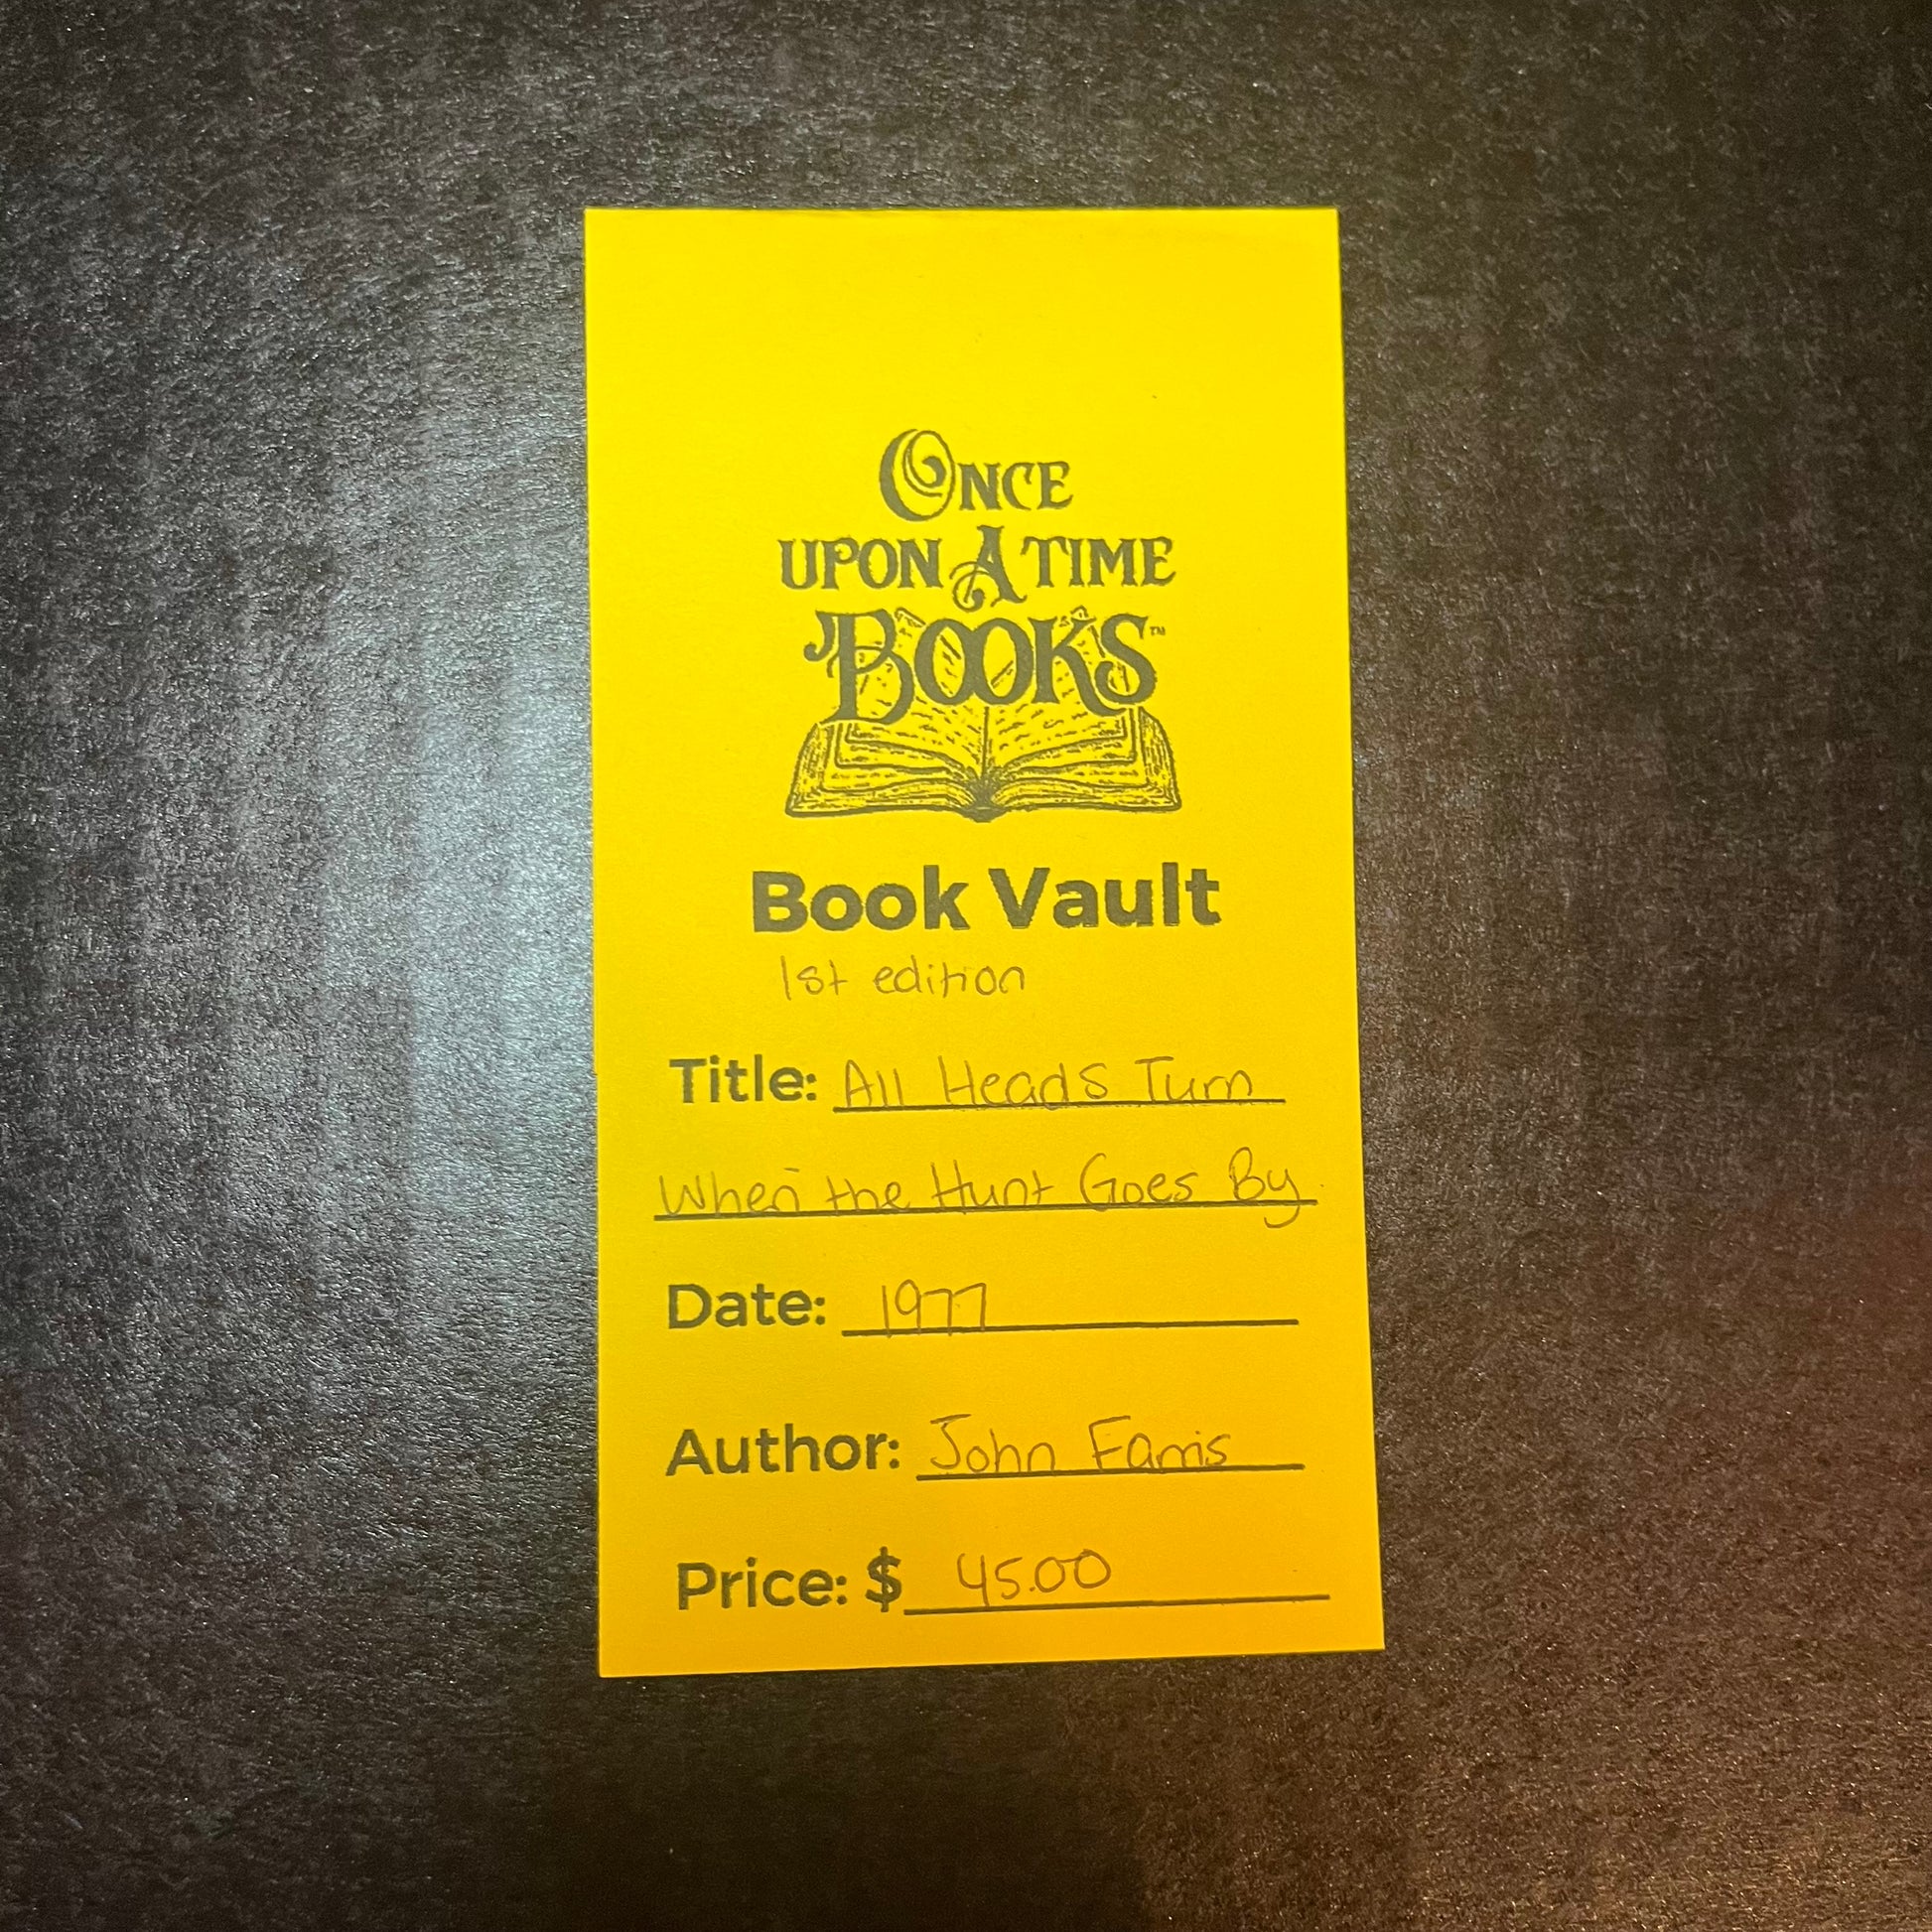 ONCE
UPON A TIME
BOOKS™
Book Vault
1st edition
Title: All Heads Turn
When the Hunt Goes By
Date: 1977
Author: John Farris
Price: $ 45.00